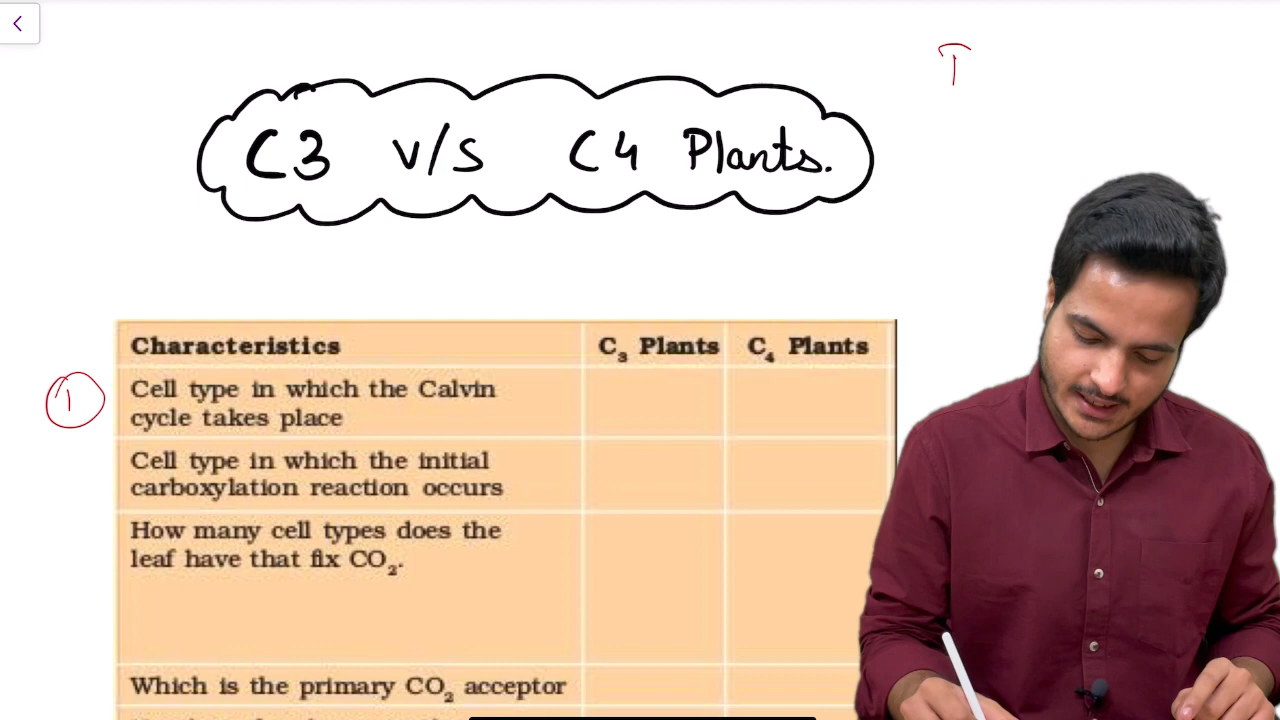 C3 v/s C4 Plants.
Characteristics C₃ Plants C₄ Plants
1
Cell type in which the Calvin
cycle takes place
Cell type in which the initial
carboxylation reaction occurs
How many cell types does the
leaf have that fix CO₂.
Which is the primary CO₂ acceptor